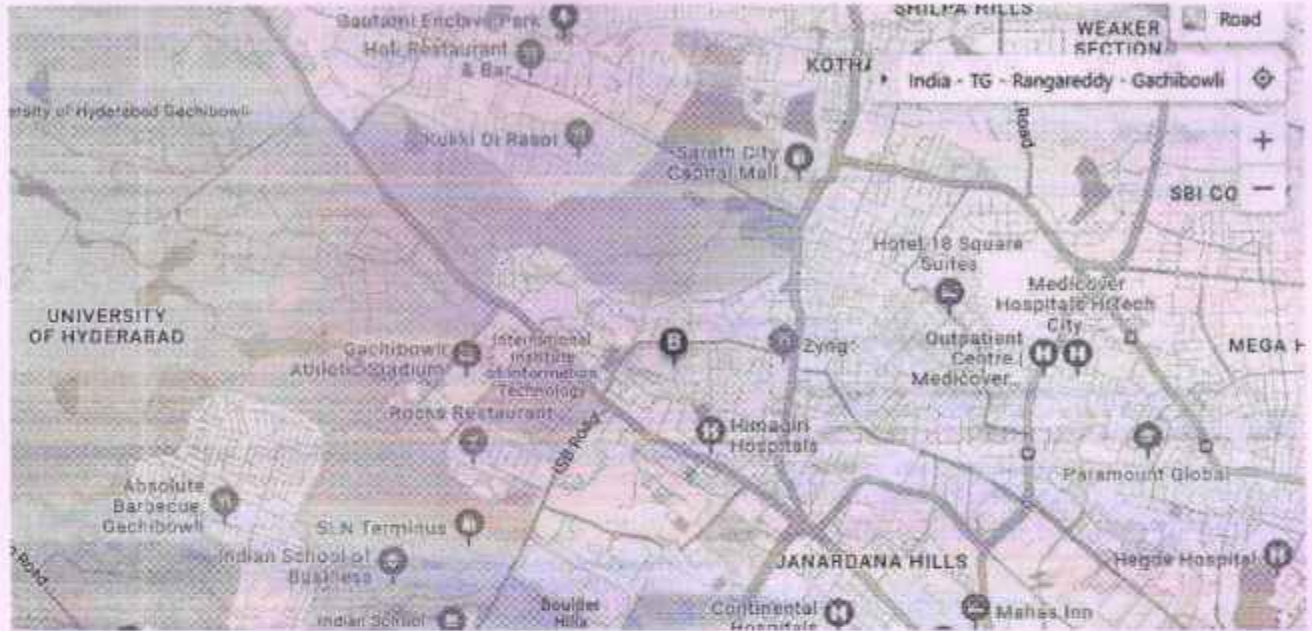 Gautami Enclave Park
Hali Restaurant
& Bar
SHILPA HILLS
WEAKER
SECTION
Road
KOTHA
India - TG - Rangareddy - Gachibowli
ersity of Hyderabad Gachibowli
Kukki Di Rasoi
Sarath City
Capital Mall
Road
SBI CO
Hotel 18 Square
Suites
Medicover
Hospitals Hitech
City
UNIVERSITY
OF HYDERABAD
Gachibowli
Athletic Stadium
International
Institute
of Information
Technology
B
Zyng
Outpatient
Centre |
Medicover...
MEGA H
Rocks Restaurant
ISB Road
Himagiri
Hospitals
Paramount Global
Absolute
Barbecue,
Gachibowli
SLN Terminus
Indian School of
Business
JANARDANA HILLS
Hegde Hospital
Road
Indian School
Boulder
Hills
Continental
Hospitals
Mahas Inn